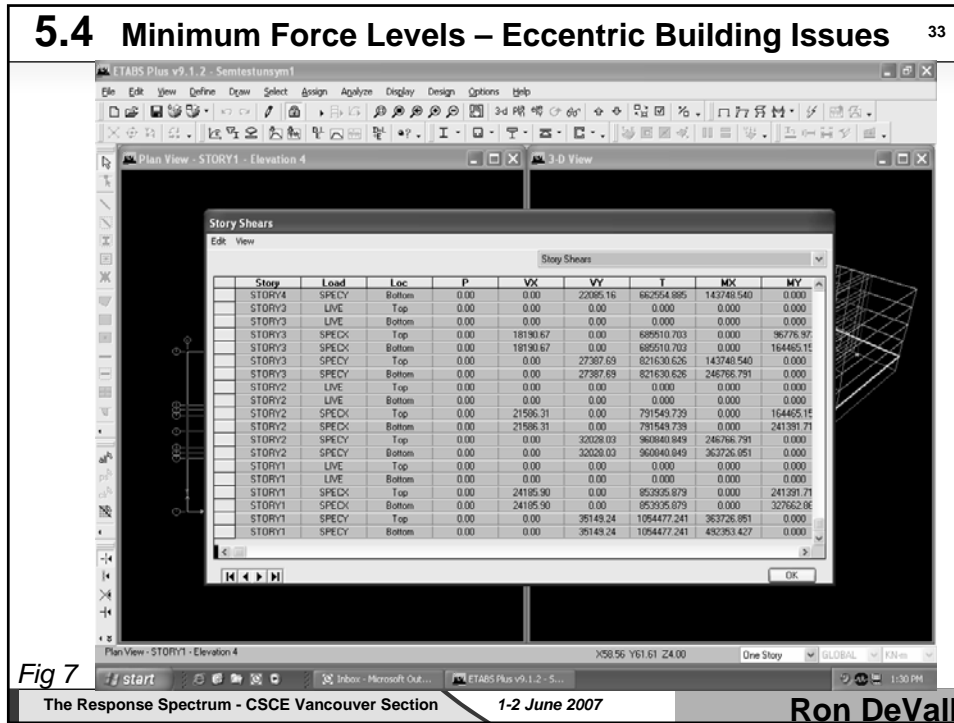 5.4 Minimum Force Levels – Eccentric Building Issues 33
ETABS Plus v9.1.2 - Semtestunsym1
File Edit View Define Draw Select Assign Analyze Display Design Options Help
Plan View - STORY1 - Elevation 4
3-D View
Story Shears
Edit View
Story Shears
Story Load Loc P VX VY T MX MY
STORY4 SPECY Bottom 0.00 0.00 22085.16 662554.885 143748.540 0.000
STORY3 LIVE Top 0.00 0.00 0.00 0.000 0.000 0.000
STORY3 LIVE Bottom 0.00 0.00 0.00 0.000 0.000 0.000
STORY3 SPECX Top 0.00 18190.67 0.00 685510.703 0.000 96776.97
STORY3 SPECX Bottom 0.00 18190.67 0.00 685510.703 0.000 164465.15
STORY3 SPECY Top 0.00 0.00 27387.69 821630.626 143748.540 0.000
STORY3 SPECY Bottom 0.00 0.00 27387.69 821630.626 246766.791 0.000
STORY2 LIVE Top 0.00 0.00 0.00 0.000 0.000 0.000
STORY2 LIVE Bottom 0.00 0.00 0.00 0.000 0.000 0.000
STORY2 SPECX Top 0.00 21586.31 0.00 791549.739 0.000 164465.15
STORY2 SPECX Bottom 0.00 21586.31 0.00 791549.739 0.000 241391.71
STORY2 SPECY Top 0.00 0.00 32028.03 960840.849 246766.791 0.000
STORY2 SPECY Bottom 0.00 0.00 32028.03 960840.849 363726.851 0.000
STORY1 LIVE Top 0.00 0.00 0.00 0.000 0.000 0.000
STORY1 LIVE Bottom 0.00 0.00 0.00 0.000 0.000 0.000
STORY1 SPECX Top 0.00 24185.90 0.00 853935.879 0.000 241391.71
STORY1 SPECX Bottom 0.00 24185.90 0.00 853935.879 0.000 327662.86
STORY1 SPECY Top 0.00 0.00 35149.24 1054477.241 363726.851 0.000
STORY1 SPECY Bottom 0.00 0.00 35149.24 1054477.241 492353.427 0.000
OK
Plan View - STORY1 - Elevation 4 X58.56 Y61.61 Z4.00 One Story GLOBAL KN-m
Fig 7
start Inbox - Microsoft Out... ETABS Plus v9.1.2 - S... 1:30 PM
The Response Spectrum - CSCE Vancouver Section 1-2 June 2007 Ron DeVall